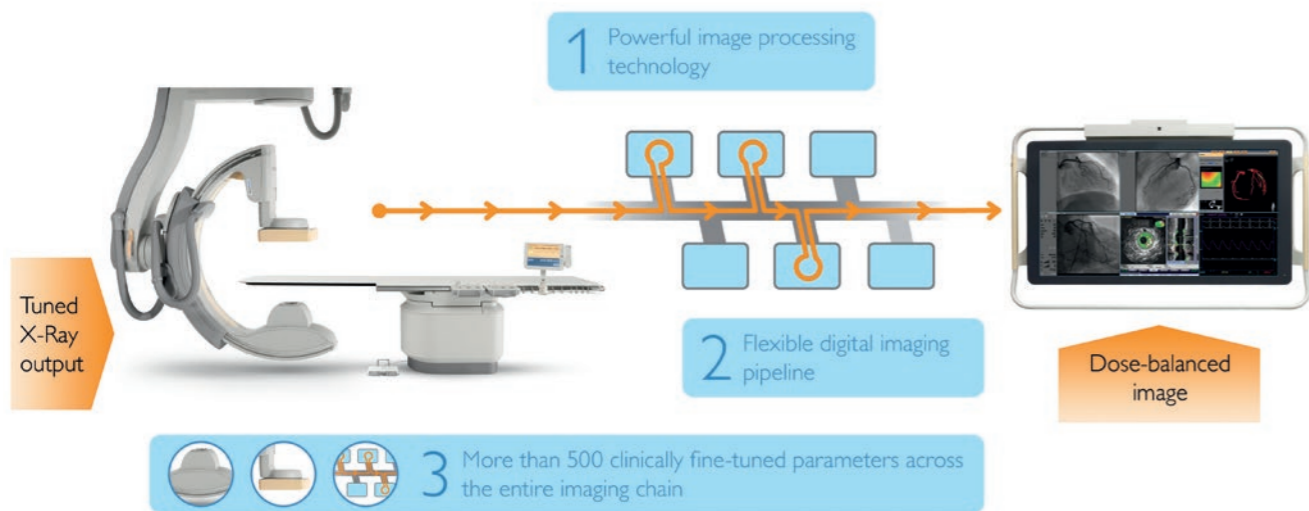 1 Powerful image processing
technology
Tuned
X-Ray
output
2 Flexible digital imaging
pipeline
Dose-balanced
image
3 More than 500 clinically fine-tuned parameters across
the entire imaging chain